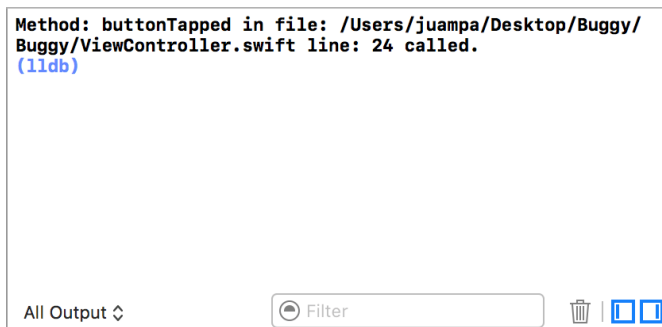 Method: buttonTapped in file: /Users/juampa/Desktop/Buggy/
Buggy/ViewController.swift line: 24 called.
(lldb)
All Output
Filter